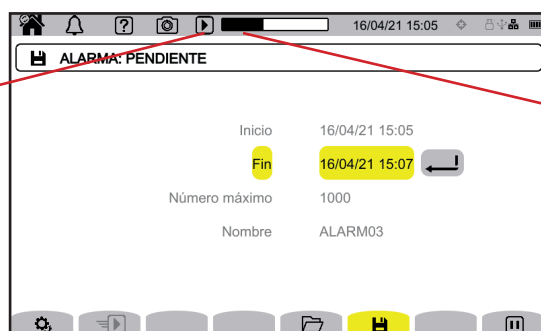 16/04/21 15:05
ALARMA: PENDIENTE
Inicio 16/04/21 15:05
Fin 16/04/21 15:07
Número máximo 1000
Nombre ALARM03